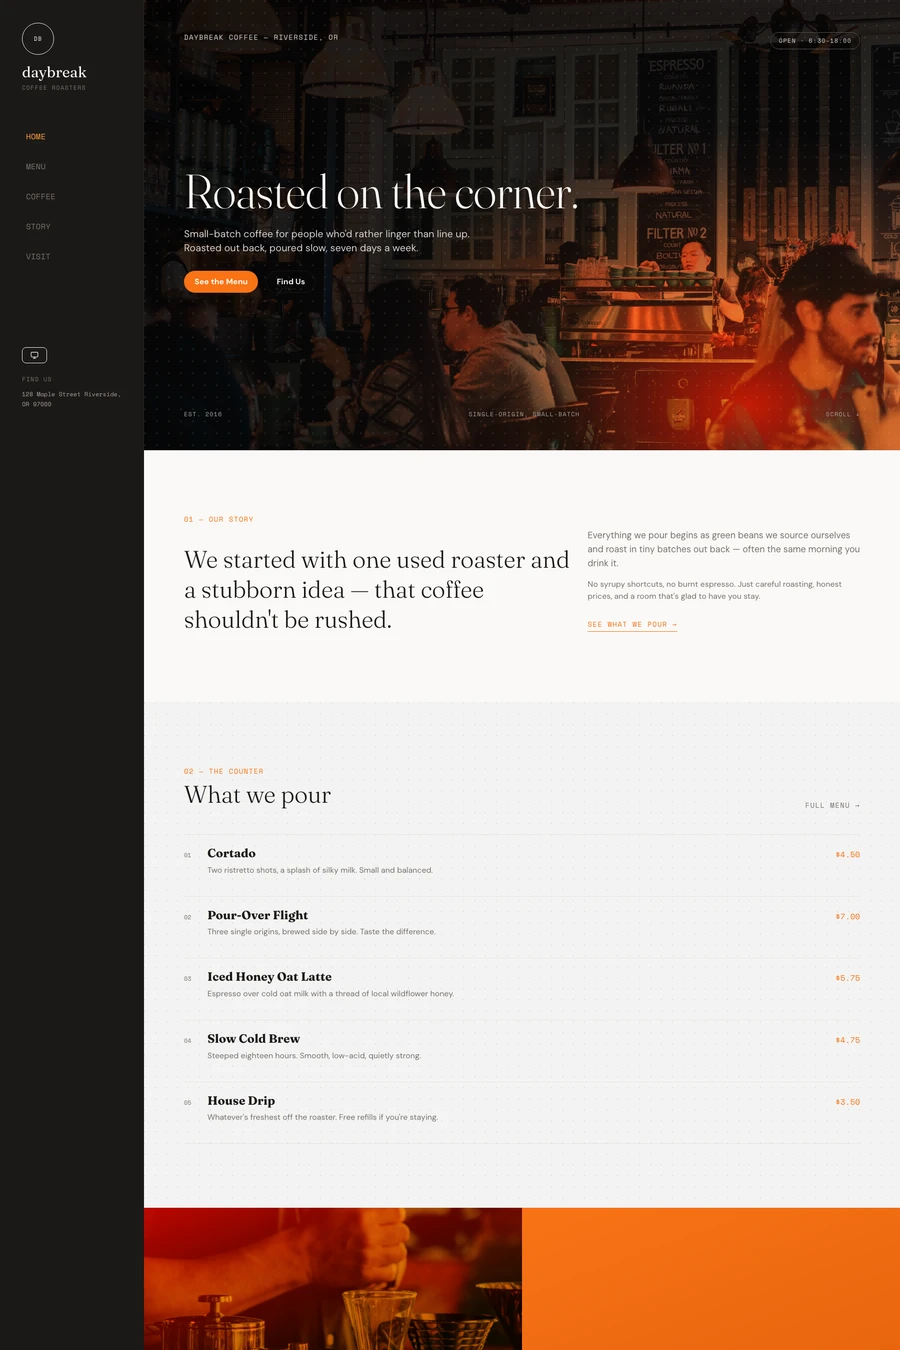 DB
daybreak
COFFEE ROASTERS
HOME
MENU
COFFEE
STORY
VISIT
FIND US
128 Maple Street Riverside,
OR 97000
DAYBREAK COFFEE — RIVERSIDE, OR
OPEN · 6:30–18:00
ESPRESSO
NATURAL
FILTER Nº1
PROCESS
NATURAL
FILTER Nº2
COUNT
Roasted on the corner.
Small-batch coffee for people who'd rather linger than line up.
Roasted out back, poured slow, seven days a week.
See the Menu
Find Us
EST. 2016
SINGLE-ORIGIN, SMALL-BATCH
SCROLL ↓
01 — OUR STORY
We started with one used roaster and
a stubborn idea — that coffee
shouldn't be rushed.
Everything we pour begins as green beans we source ourselves
and roast in tiny batches out back — often the same morning you
drink it.
No syrupy shortcuts, no burnt espresso. Just careful roasting, honest
prices, and a room that's glad to have you stay.
SEE WHAT WE POUR →
02 — THE COUNTER
What we pour
FULL MENU →
01
Cortado
$4.50
Two ristretto shots, a splash of silky milk. Small and balanced.
02
Pour-Over Flight
$7.00
Three single origins, brewed side by side. Taste the difference.
03
Iced Honey Oat Latte
$5.75
Espresso over cold oat milk with a thread of local wildflower honey.
04
Slow Cold Brew
$4.75
Steeped eighteen hours. Smooth, low-acid, quietly strong.
05
House Drip
$3.50
Whatever's freshest off the roaster. Free refills if you're staying.